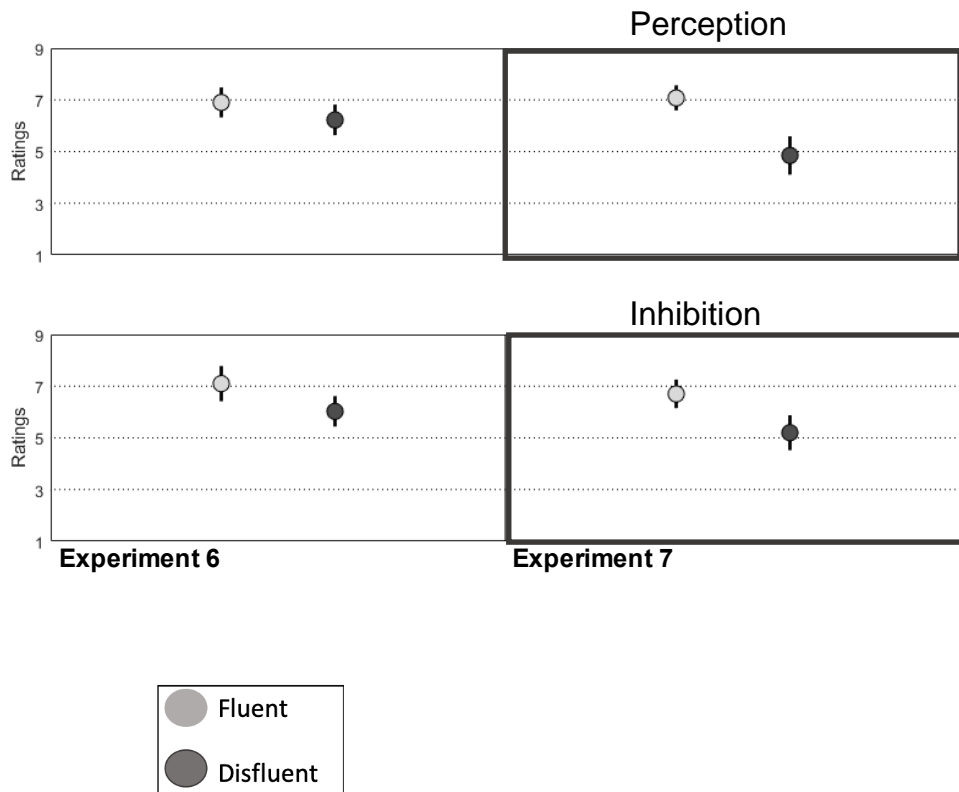 Perception
9
7
5
3
1
Ratings
Inhibition
9
7
5
3
1
Ratings
Experiment 6 Experiment 7
Fluent
Disfluent